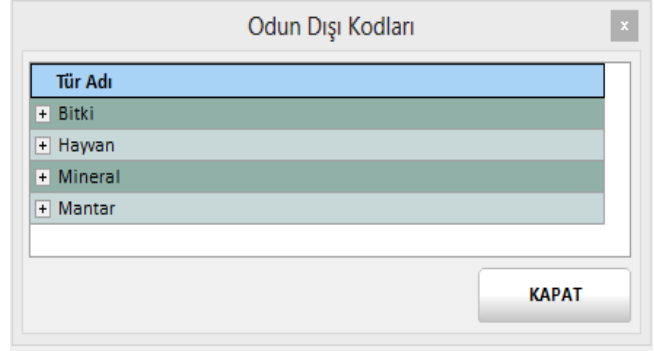 Odun Dışı Kodları
x
Tür Adı
Bitki
Hayvan
Mineral
Mantar
KAPAT